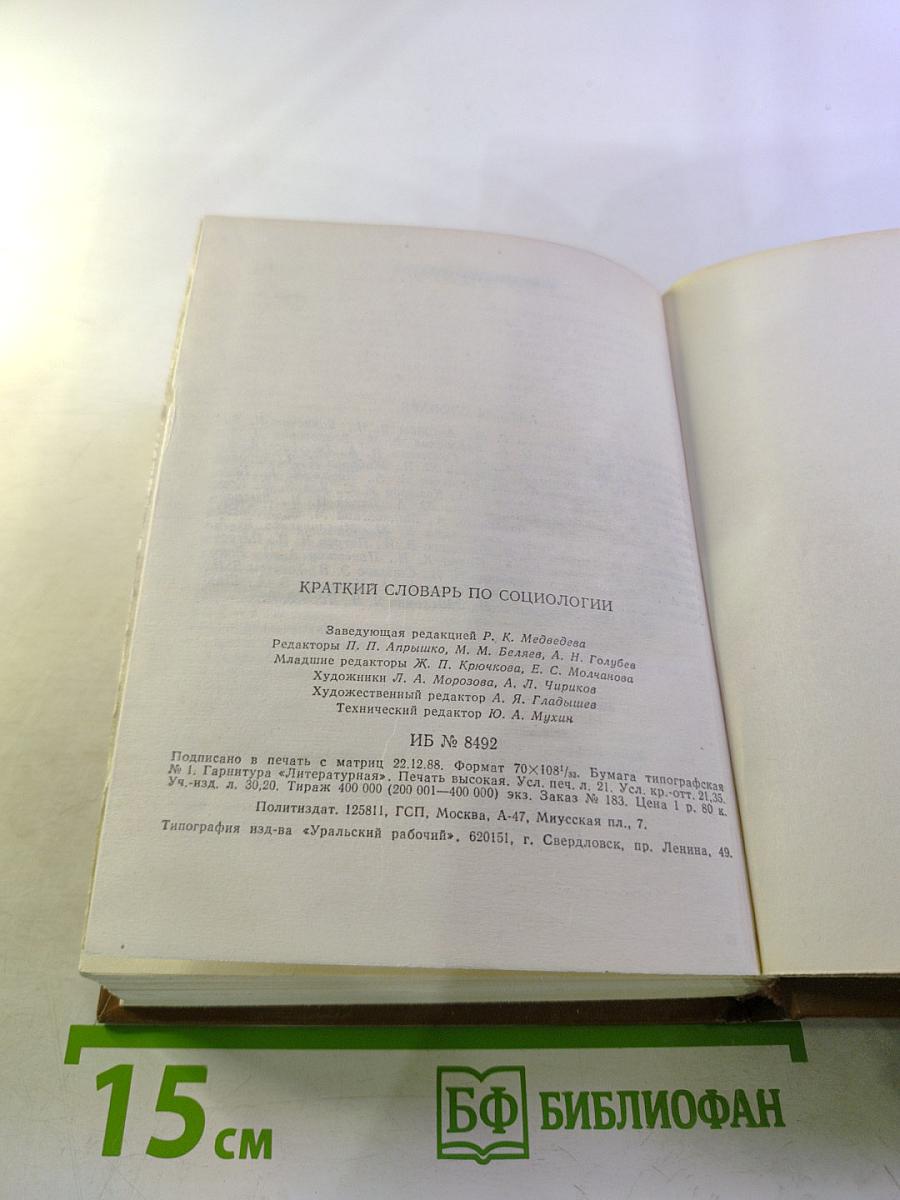 КРАТКИЙ СЛОВАРЬ ПО СОЦИОЛОГИИ
Заведующая редакцией Р. К. Медведева
Редакторы П. П. Апрышко, М. М. Беляев, А. Н. Голубев
Младшие редакторы Ж. П. Крючкова, Е. С. Молчанова
Художники Л. А. Морозова, А. Л. Чириков
Художественный редактор А. Я. Гладышев
Технический редактор Ю. А. Мухин
ИБ № 8492
Подписано в печать с матриц 22.12.88. Формат 70×108¹/₃₂. Бумага типографская
№ 1. Гарнитура «Литературная». Печать высокая. Усл. печ. л. 21. Усл. кр.-отт. 21,35.
Уч.-изд. л. 30,20. Тираж 400 000 (200 001—400 000) экз. Заказ № 183. Цена 1 р. 80 к.
Политиздат. 125811, ГСП, Москва, А-47, Миусская пл., 7.
Типография изд-ва «Уральский рабочий». 620151, г. Свердловск, пр. Ленина, 49.
15 см
БФ БИБЛИОФАН